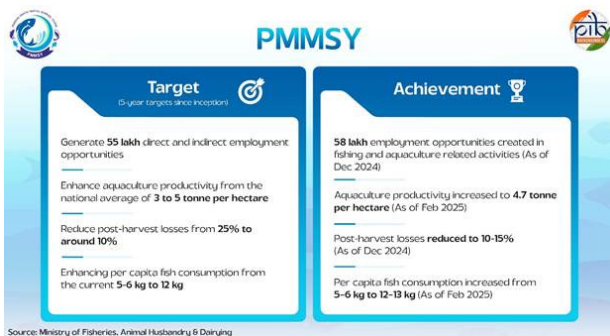 PMMSY
PMMSY
pib
Target
(5-year targets since inception)
Generate 55 lakh direct and indirect employment
opportunities
Enhance aquaculture productivity from the
national average of 3 to 5 tonne per hectare
Reduce post-harvest losses from 25% to
around 10%
Enhancing per capita fish consumption from
the current 5-6 kg to 12 kg
Achievement
58 lakh employment opportunities created in
fishing and aquaculture related activities (As of
Dec 2024)
Aquaculture productivity increased to 4.7 tonne
per hectare (As of Feb 2025)
Post-harvest losses reduced to 10-15%
(As of Dec 2024)
Per capita fish consumption increased from
5-6 kg to 12-13 kg (As of Feb 2025)
Source: Ministry of Fisheries, Animal Husbandry & Dairying